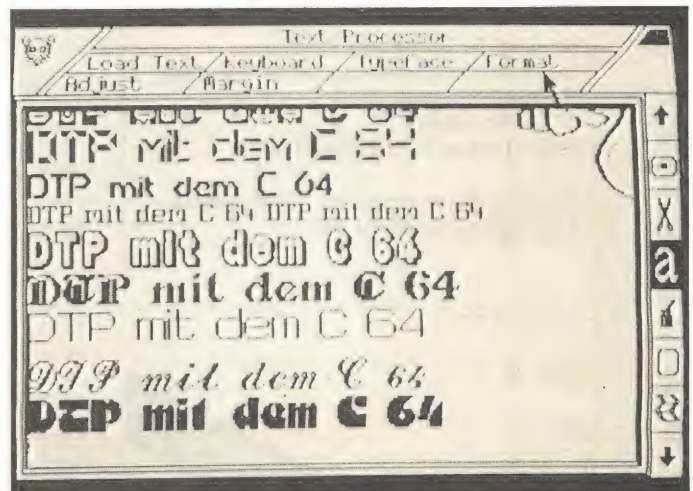 Text Processor
Load Text Keyboard Typeface Format
Adjust Margin
DTP mit dem C 64
DTP mit dem C 64
DTP mit dem C 64 DTP mit dem C 64
DTP mit dem C 64
DTP mit dem C 64
DTP mit dem C 64
DTP mit dem C 64
DTP mit dem C 64
a